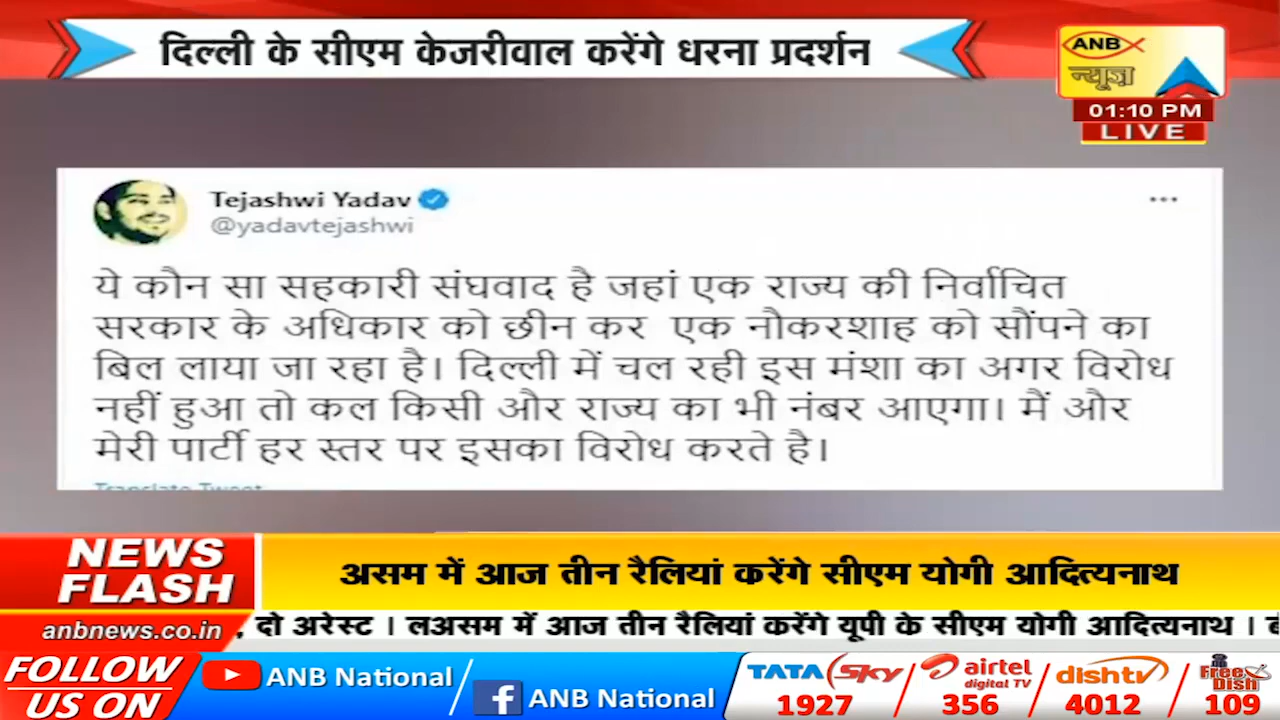 दिल्ली के सीएम केजरीवाल करेंगे धरना प्रदर्शन
ANB
न्यूज़
01:10 PM
LIVE
Tejashwi Yadav
@yadavtejashwi
ये कौन सा सहकारी संघवाद है जहां एक राज्य की निर्वाचित
सरकार के अधिकार को छीन कर एक नौकरशाह को सौंपने का
बिल लाया जा रहा है। दिल्ली में चल रही इस मंशा का अगर विरोध
नहीं हुआ तो कल किसी और राज्य का भी नंबर आएगा। मैं और
मेरी पार्टी हर स्तर पर इसका विरोध करते है।
Translate Tweet
NEWS
FLASH
असम में आज तीन रैलियां करेंगे सीएम योगी आदित्यनाथ
anbnews.co.in
, दो अरेस्ट । लअसम में आज तीन रैलियां करेंगे यूपी के सीएम योगी आदित्यनाथ ।
FOLLOW
US ON
ANB National
ANB National
TATA Sky
1927
airtel
digital TV
356
dishtv
4012
Free Dish
109